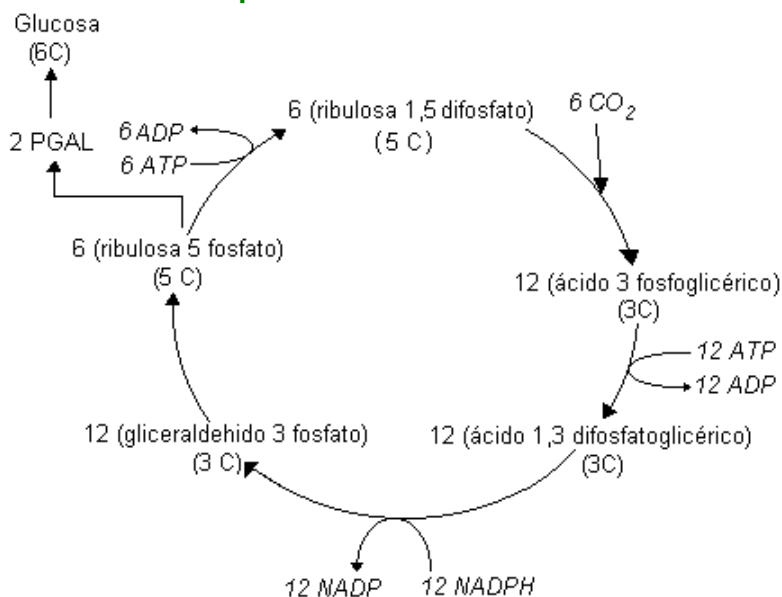 Glucosa
(6C)
2 PGAL
6 ADP
6 ATP
6 (ribulosa 1,5 difosfato)
(5 C)
6 CO2
6 (ribulosa 5 fosfato)
(5 C)
12 (ácido 3 fosfoglicérico)
(3C)
12 ATP
12 ADP
12 (gliceraldehido 3 fosfato)
(3 C)
12 (ácido 1,3 difosfatoglicérico)
(3C)
12 NADP
12 NADPH